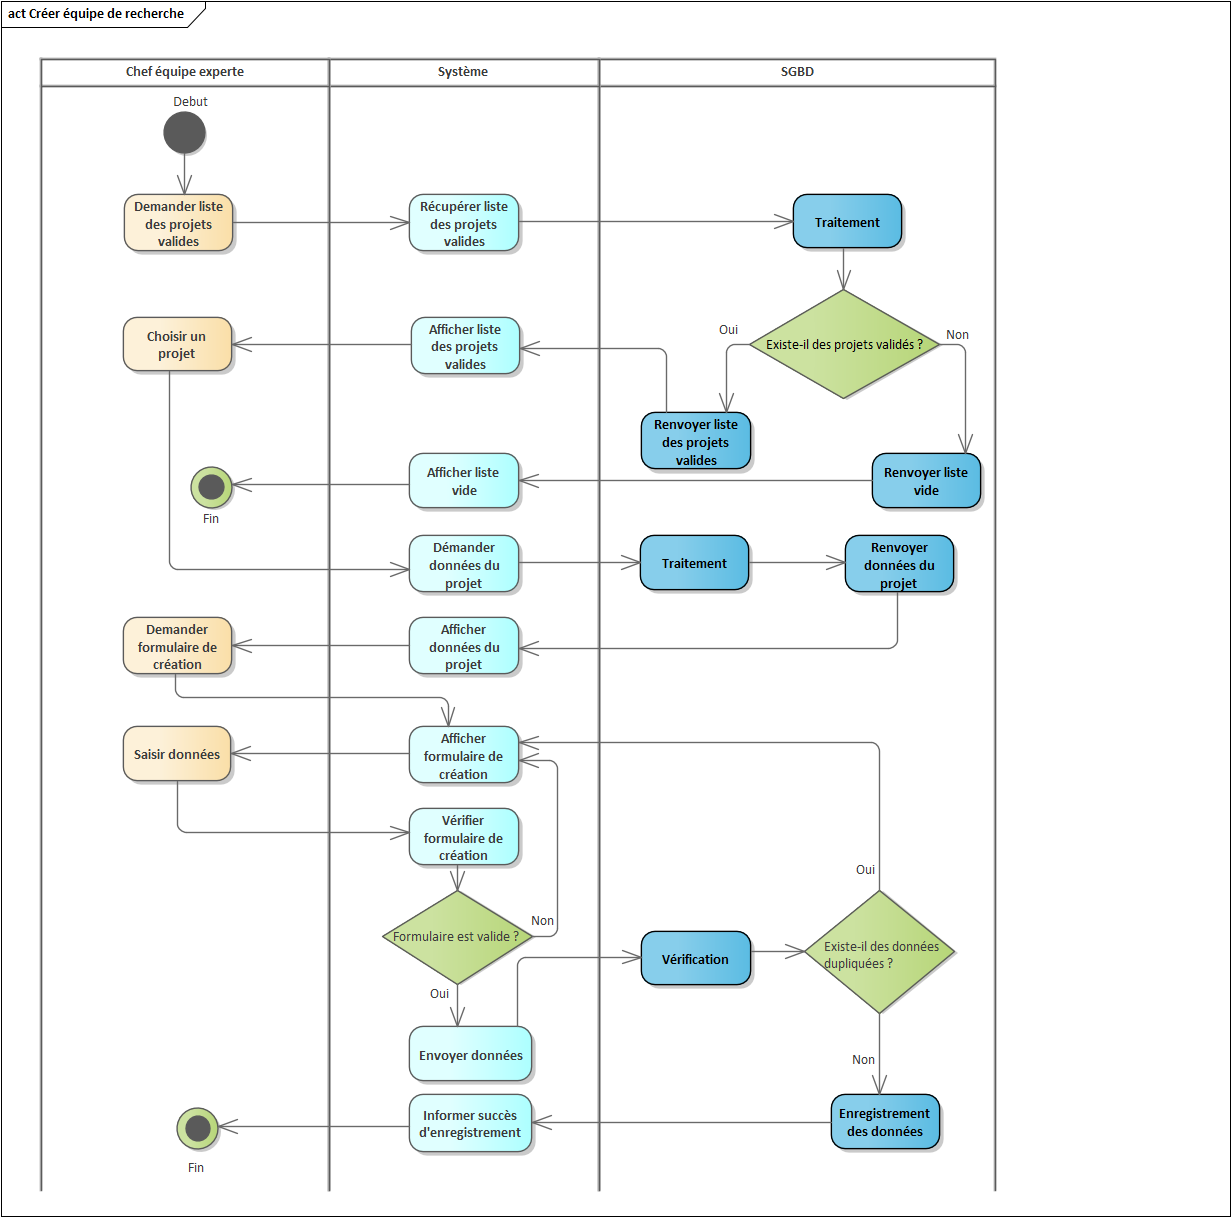 act Créer équipe de recherche
Chef équipe experte
Système
SGBD
Debut
Demander liste
des projets
valides
Récupérer liste
des projets
valides
Traitement
Choisir un
projet
Afficher liste
des projets
valides
Oui
Existe-il des projets validés ?
Non
Renvoyer liste
des projets
valides
Afficher liste
vide
Renvoyer liste
vide
Fin
Démander
données du
projet
Traitement
Renvoyer
données du
projet
Demander
formulaire de
création
Afficher
données du
projet
Saisir données
Afficher
formulaire de
création
Vérifier
formulaire de
création
Oui
Formulaire est valide ?
Non
Vérification
Existe-il des données
dupliquées ?
Oui
Envoyer données
Non
Informer succès
d'enregistrement
Enregistrement
des données
Fin